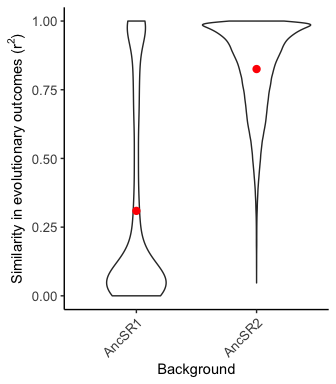 Similarity in evolutionary outcomes (r²)
1.00
0.75
0.50
0.25
0.00
AncSR1
AncSR2
Background